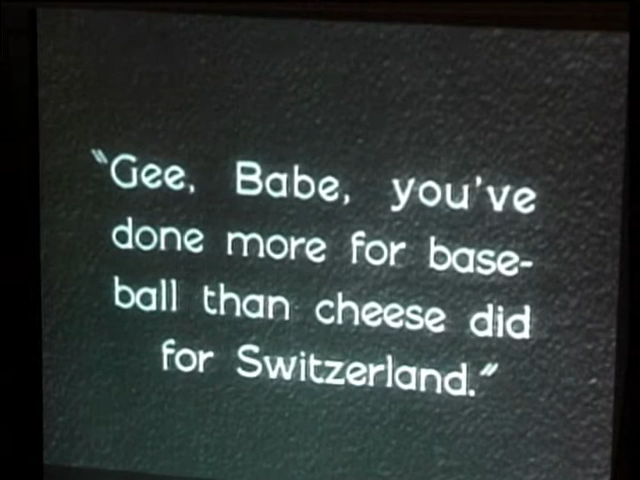 "Gee, Babe, you've
done more for base-
ball than cheese did
for Switzerland."